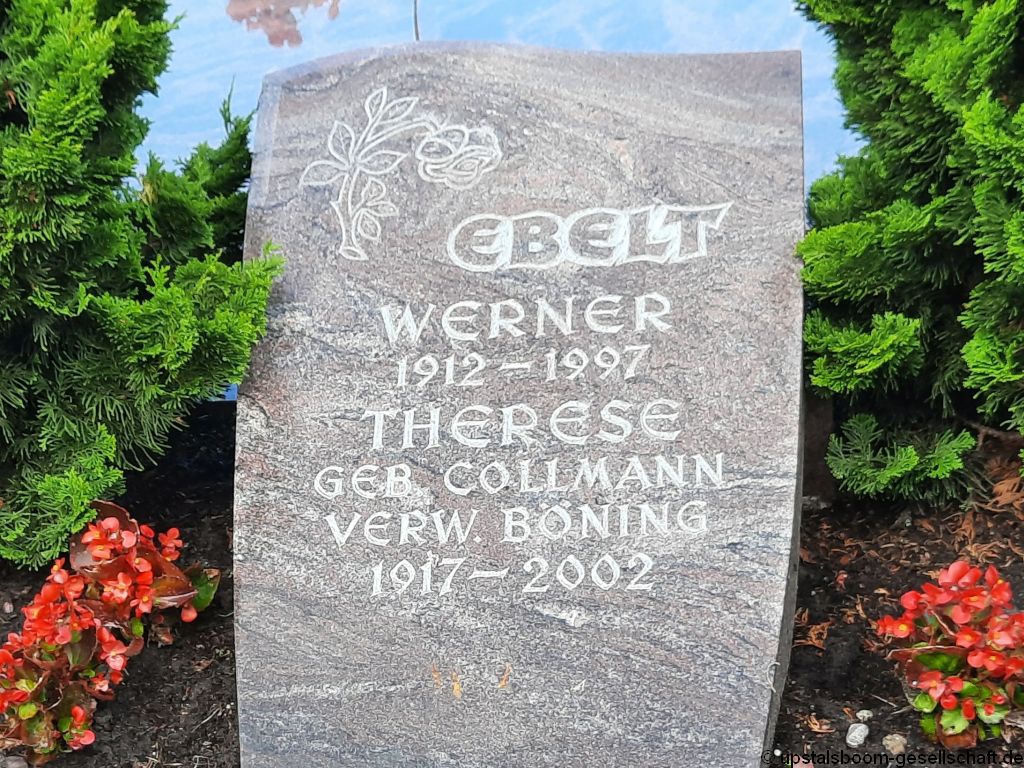 EBELT
WERNER
1912 – 1997
THERESE
GEB. COLLMANN
VERW. BÖNING
1917 – 2002
© upstalsboom-gesellschaft.de